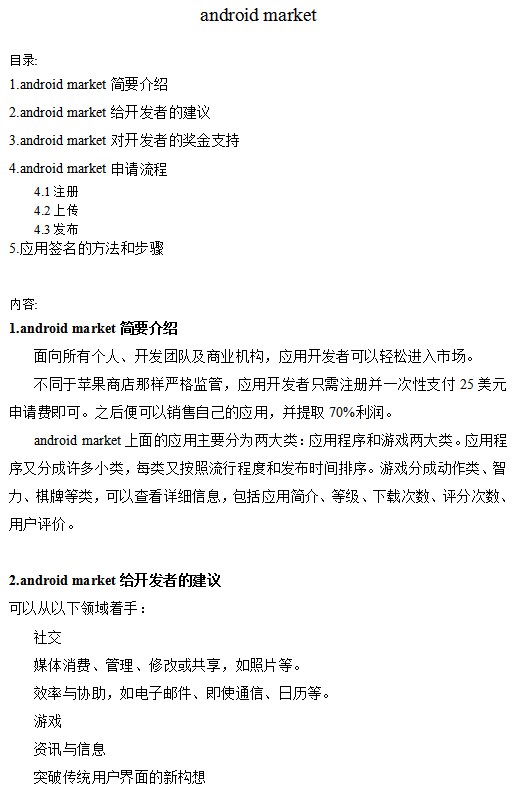 android market
目录:
1.android market 简要介绍
2.android market 给开发者的建议
3.android market 对开发者的奖金支持
4.android market 申请流程
4.1 注册
4.2 上传
4.3 发布
5.应用签名的方法和步骤
内容:
1.android market 简要介绍
面向所有个人、开发团队及商业机构，应用开发者可以轻松进入市场。
不同于苹果商店那样严格监管，应用开发者只需注册并一次性支付 25 美元
申请费即可。之后便可以销售自己的应用，并提取 70%利润。
android market 上面的应用主要分为两大类：应用程序和游戏两大类。应用程
序又分成许多小类，每类又按照流行程度和发布时间排序。游戏分成动作类、智
力、棋牌等类，可以查看详细信息，包括应用简介、等级、下载次数、评分次数、
用户评价。
2.android market 给开发者的建议
可以从以下领域着手：
社交
媒体消费、管理、修改或共享，如照片等。
效率与协助，如电子邮件、即使通信、日历等。
游戏
资讯与信息
突破传统用户界面的新构想